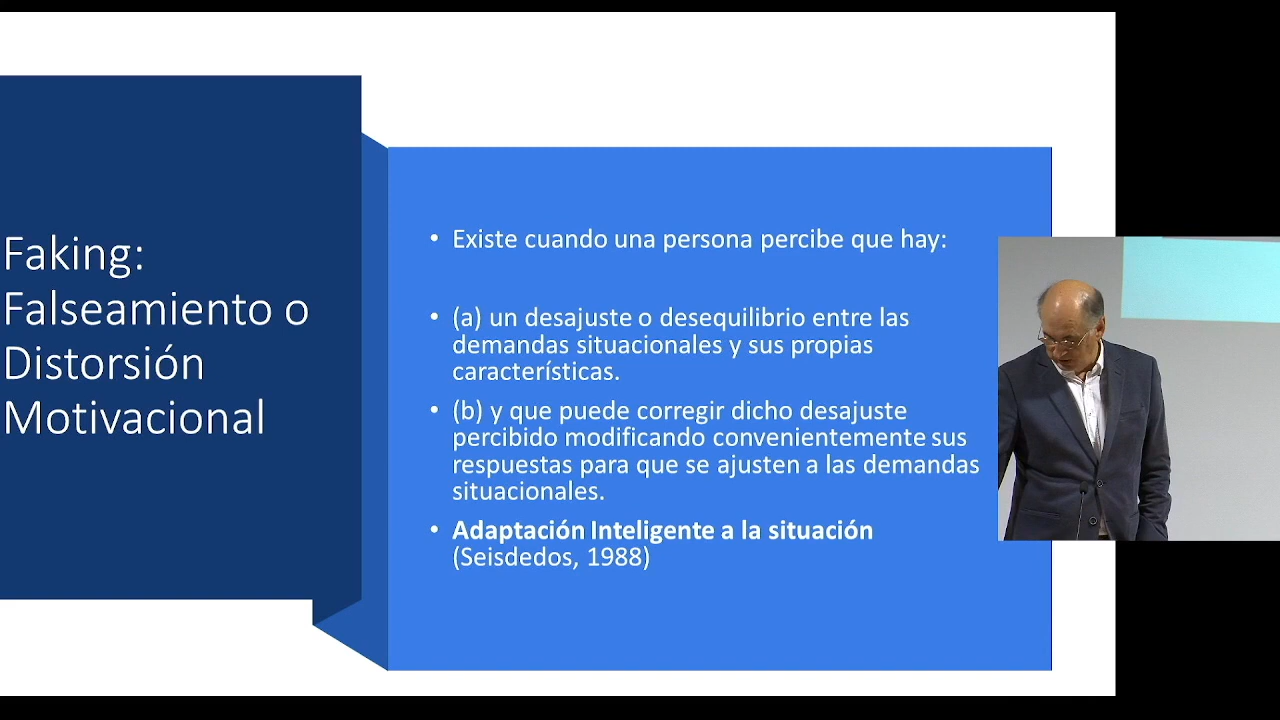 Faking:
Falseamiento o
Distorsión
Motivacional
• Existe cuando una persona percibe que hay:
• (a) un desajuste o desequilibrio entre las
demandas situacionales y sus propias
características.
• (b) y que puede corregir dicho desajuste
percibido modificando convenientemente sus
respuestas para que se ajusten a las demandas
situacionales.
• Adaptación Inteligente a la situación
(Seisdedos, 1988)